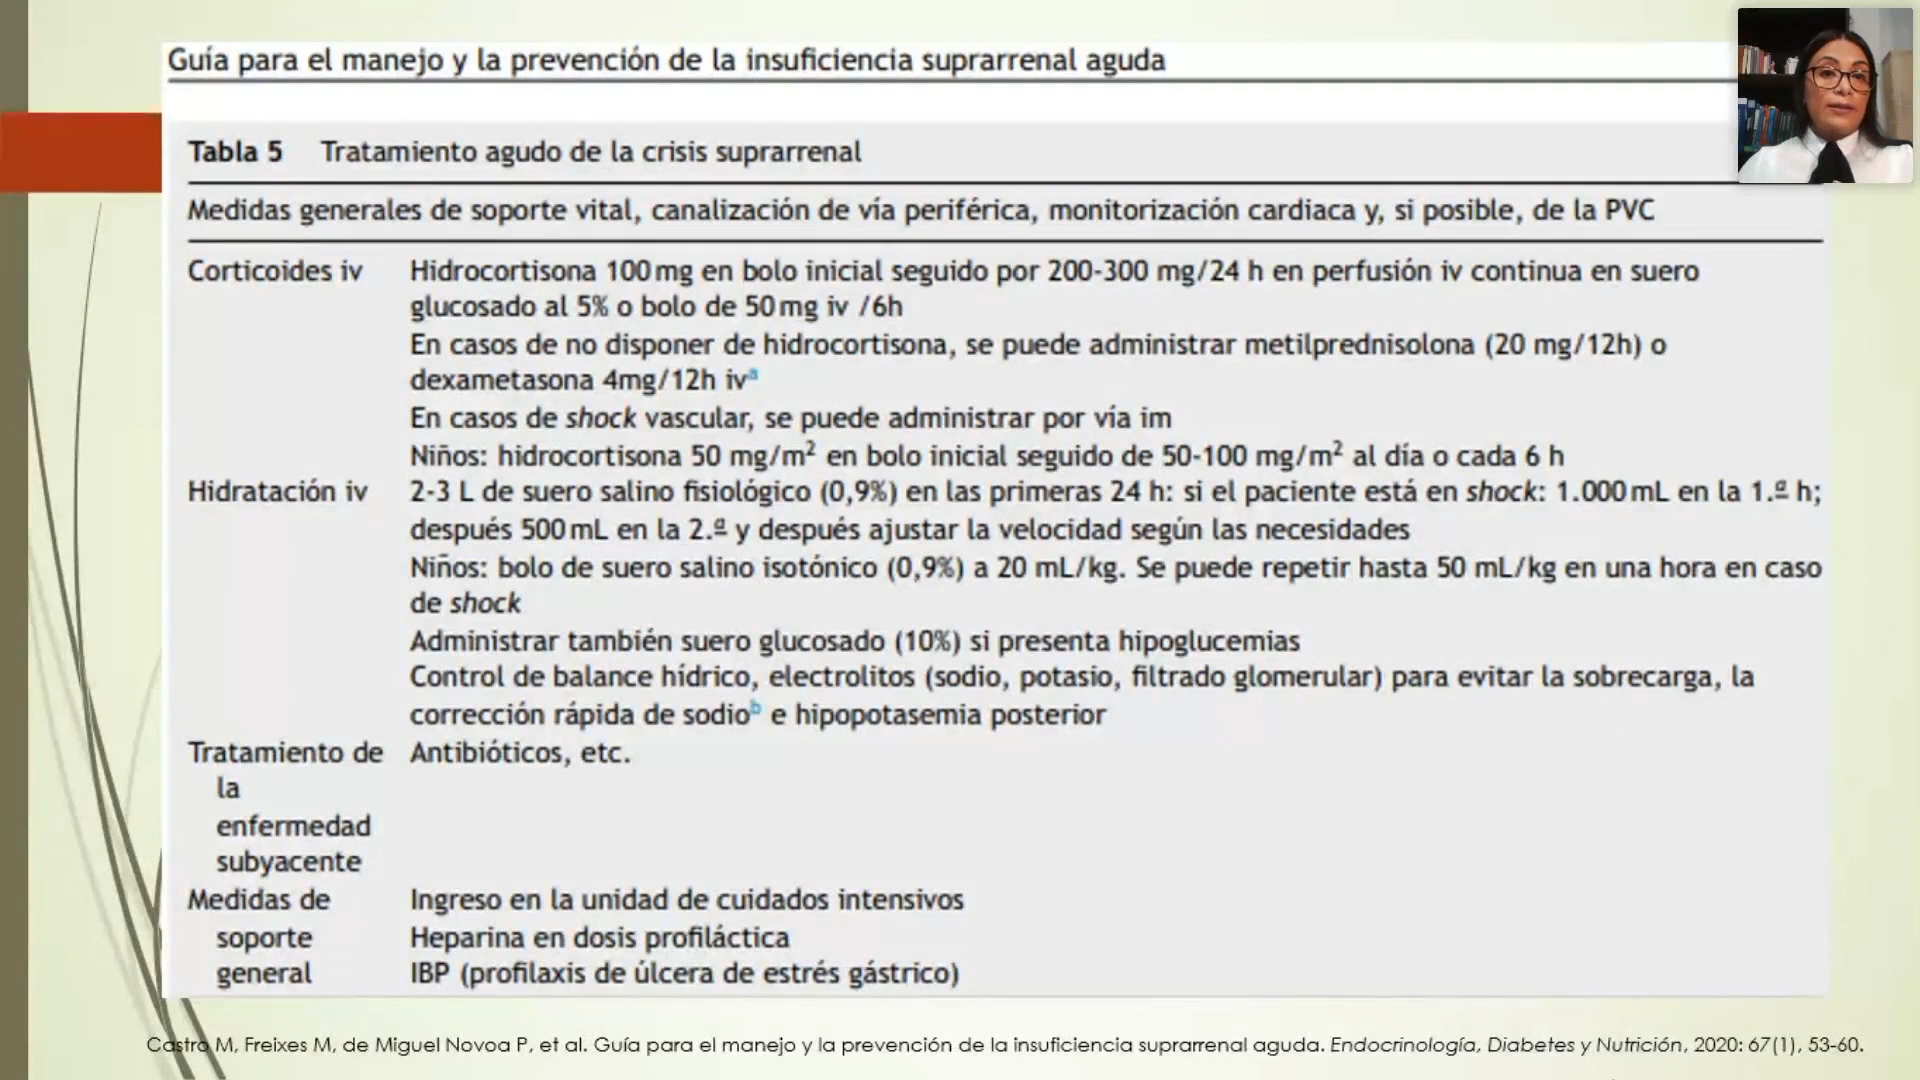 Guía para el manejo y la prevención de la insuficiencia suprarrenal aguda
Tabla 5 Tratamiento agudo de la crisis suprarrenal
Medidas generales de soporte vital, canalización de vía periférica, monitorización cardiaca y, si posible, de la PVC
Corticoides iv Hidrocortisona 100 mg en bolo inicial seguido por 200-300 mg/24 h en perfusión iv continua en suero
glucosado al 5% o bolo de 50 mg iv /6h
En casos de no disponer de hidrocortisona, se puede administrar metilprednisolona (20 mg/12h) o
dexametasona 4mg/12h ivª
En casos de shock vascular, se puede administrar por vía im
Niños: hidrocortisona 50 mg/m² en bolo inicial seguido de 50-100 mg/m² al día o cada 6 h
Hidratación iv 2-3 L de suero salino fisiológico (0,9%) en las primeras 24 h: si el paciente está en shock: 1.000 mL en la 1.ª h;
después 500 mL en la 2.ª y después ajustar la velocidad según las necesidades
Niños: bolo de suero salino isotónico (0,9%) a 20 mL/kg. Se puede repetir hasta 50 mL/kg en una hora en caso
de shock
Administrar también suero glucosado (10%) si presenta hipoglucemias
Control de balance hídrico, electrolitos (sodio, potasio, filtrado glomerular) para evitar la sobrecarga, la
corrección rápida de sodioᵇ e hipopotasemia posterior
Tratamiento de Antibióticos, etc.
la
enfermedad
subyacente
Medidas de Ingreso en la unidad de cuidados intensivos
soporte Heparina en dosis profiláctica
general IBP (profilaxis de úlcera de estrés gástrico)
Castro M, Freixes M, de Miguel Novoa P, et al. Guía para el manejo y la prevención de la insuficiencia suprarrenal aguda. Endocrinología, Diabetes y Nutrición, 2020: 67(1), 53-60.